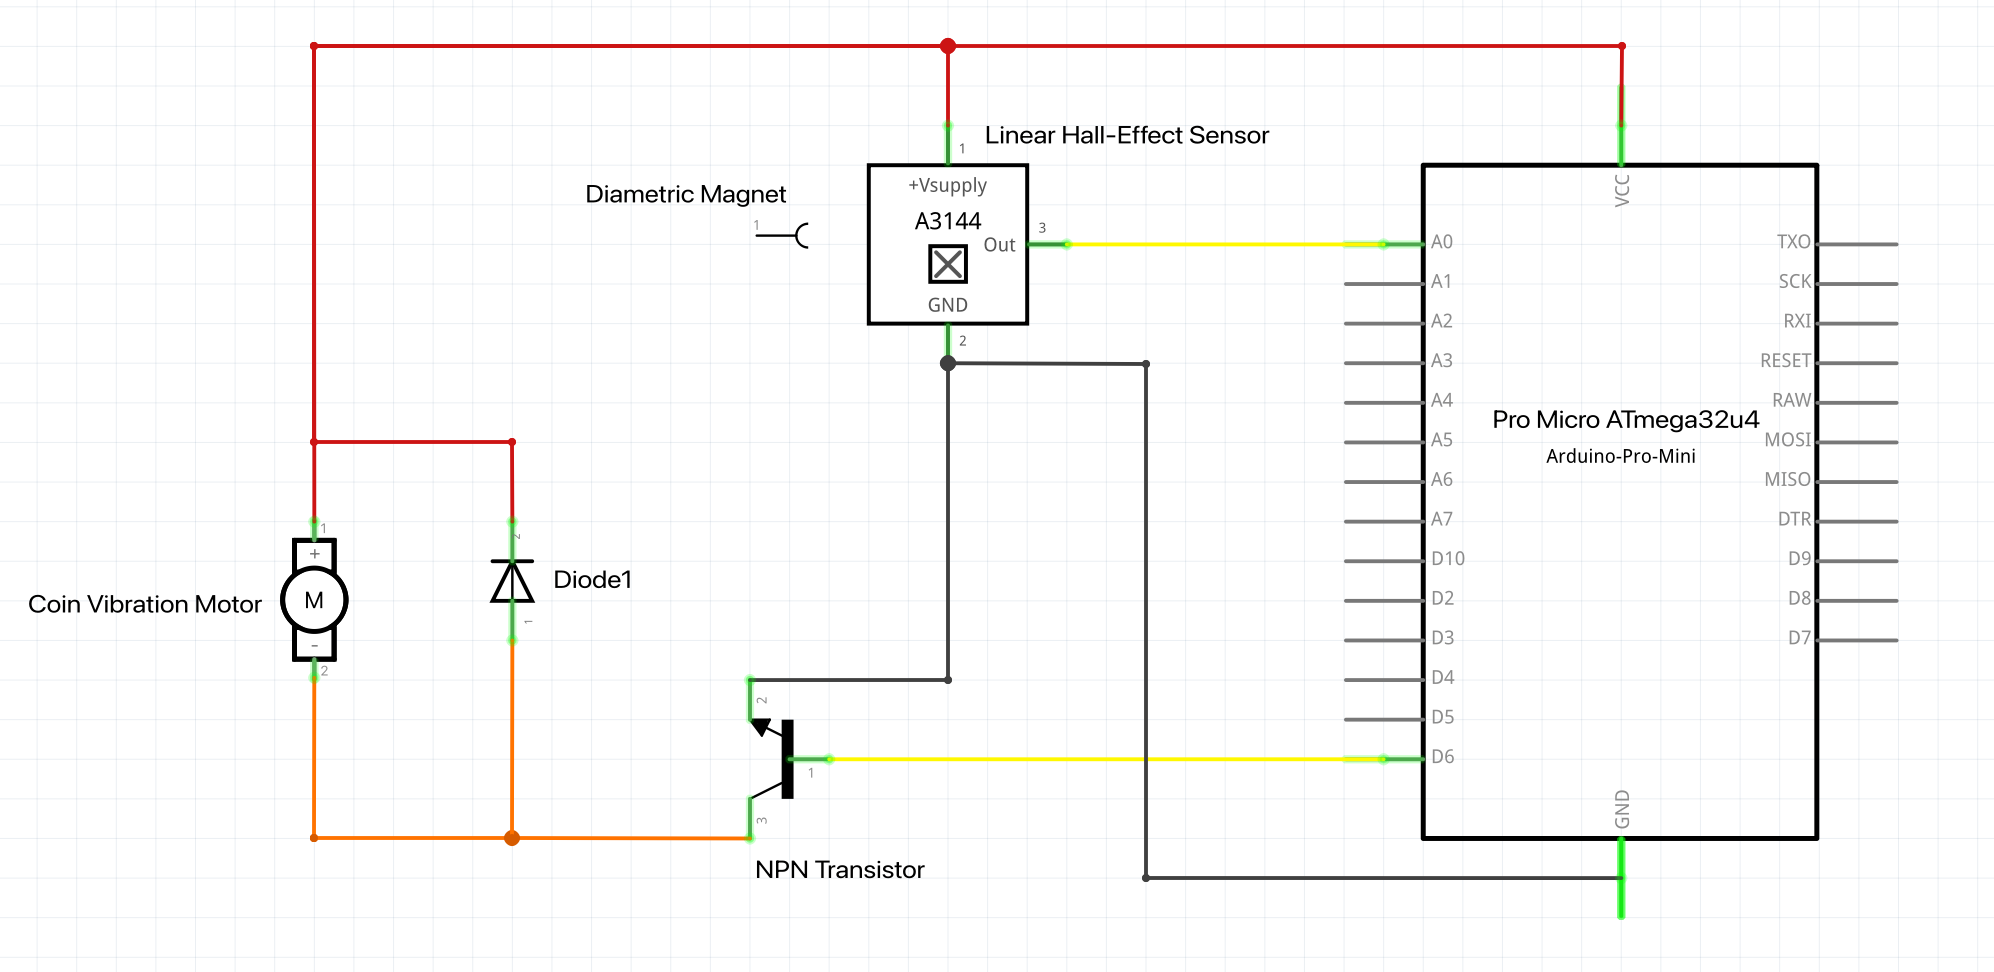 Linear Hall-Effect Sensor
1
+Vsupply
A3144
Out
3
GND
2
Diametric Magnet
1
VCC
A0
A1
A2
A3
A4
A5
A6
A7
D10
D2
D3
D4
D5
D6
TXO
SCK
RXI
RESET
RAW
MOSI
MISO
DTR
D9
D8
D7
Pro Micro ATmega32u4
Arduino-Pro-Mini
GND
Coin Vibration Motor
1
+
M
-
2
2
Diode1
1
2
1
3
NPN Transistor